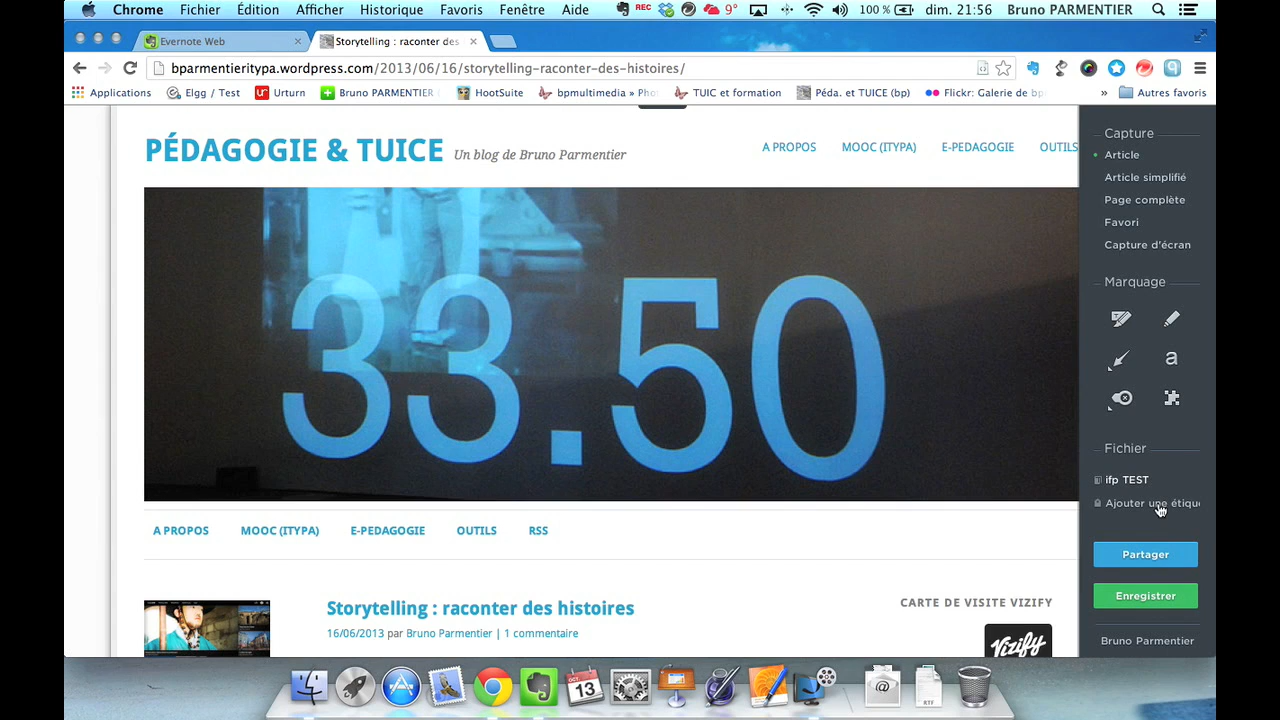 Chrome Fichier Édition Afficher Historique Favoris Fenêtre Aide REC 9° 100 % dim. 21:56 Bruno PARMENTIER
Evernote Web Storytelling : raconter des
bparmentieritypa.wordpress.com/2013/06/16/storytelling-raconter-des-histoires/
Applications Elgg / Test Urturn Bruno PARMENTIER ( HootSuite bpmultimedia » Pho TUIC et formation Péda. et TUICE (bp) Flickr: Galerie de bp » Autres favoris
PÉDAGOGIE & TUICE Un blog de Bruno Parmentier A PROPOS MOOC (ITYPA) E-PEDAGOGIE OUTILS
33.50
A PROPOS MOOC (ITYPA) E-PEDAGOGIE OUTILS RSS
Storytelling : raconter des histoires
16/06/2013 par Bruno Parmentier | 1 commentaire
CARTE DE VISITE VIZIFY
Vizify
Capture
Article
Article simplifié
Page complète
Favori
Capture d'écran
Marquage
a
Fichier
ifp TEST
Ajouter une étique
Partager
Enregistrer
Bruno Parmentier
OCT
13
@
RTF